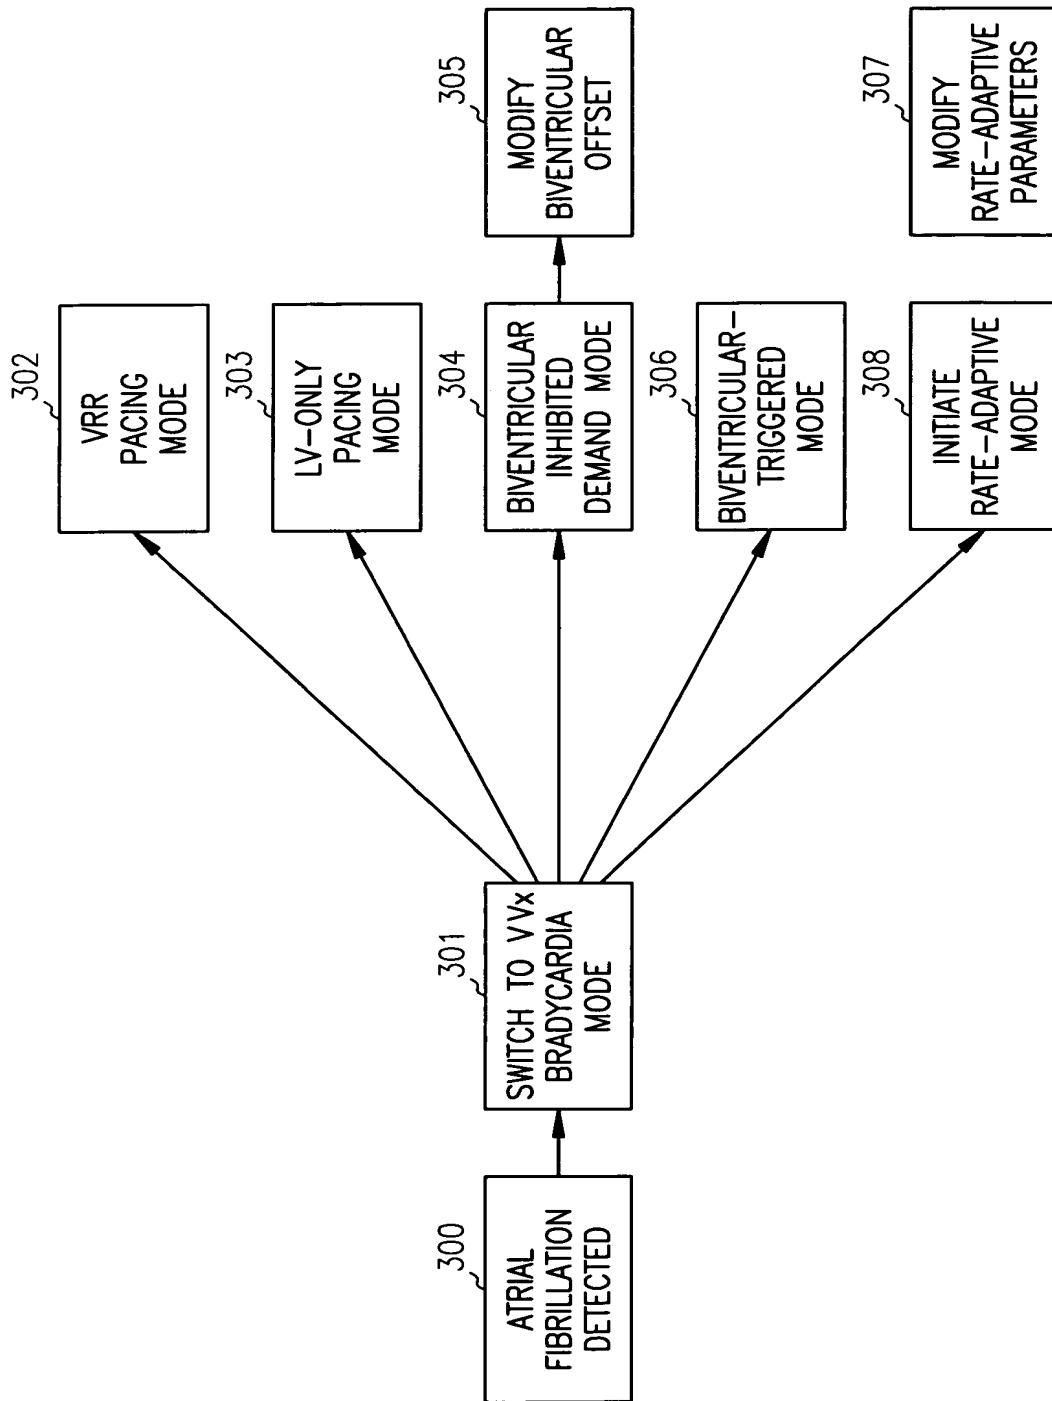 300
ATRIAL
FIBRILLATION
DETECTED
301
SWITCH TO VVx
BRADYCARDIA
MODE
302
VRR
PACING
MODE
303
LV-ONLY
PACING
MODE
304
BIVENTRICULAR
INHIBITED
DEMAND MODE
305
MODIFY
BIVENTRICULAR
OFFSET
306
BIVENTRICULAR-
TRIGGERED
MODE
308
INITIATE
RATE-ADAPTIVE
MODE
307
MODIFY
RATE-ADAPTIVE
PARAMETERS